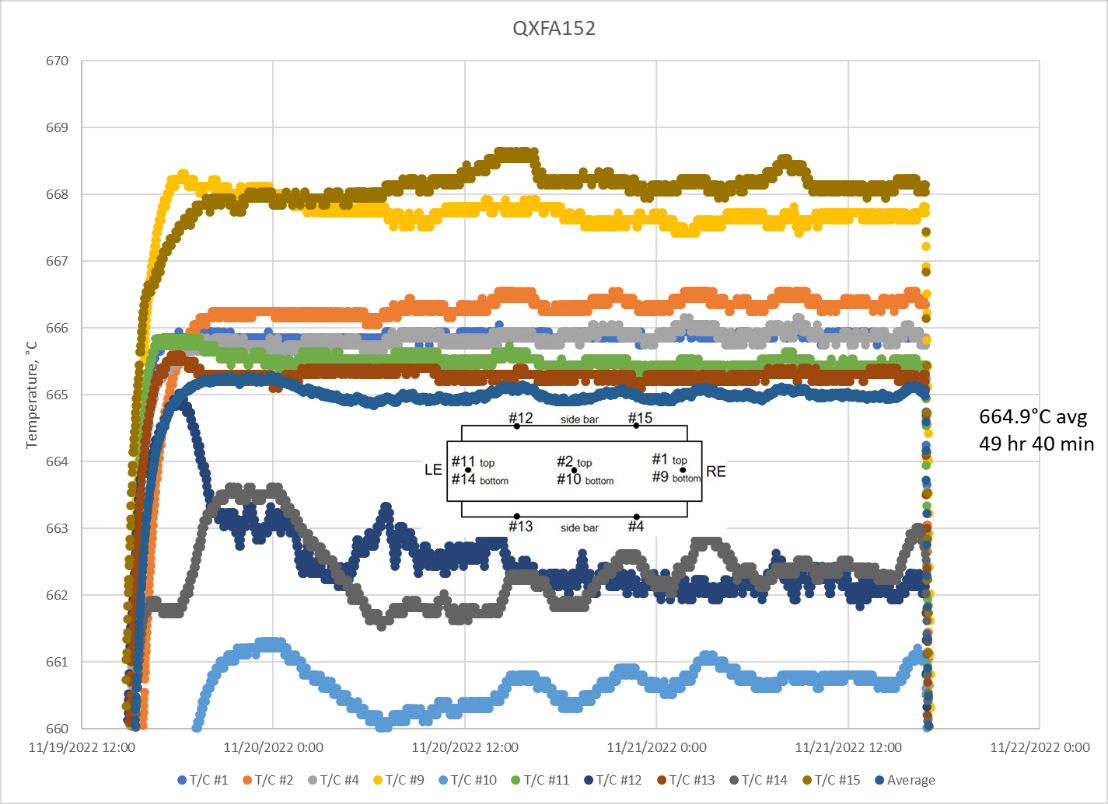 QXFA152
670
669
668
667
666
665
664
663
662
661
660
Temperature, °C
#12 side bar #15
LE
#11 top
#14 bottom
#2 top
#10 bottom
#1 top
#9 bottom
RE
#13 side bar #4
664.9°C avg
49 hr 40 min
11/19/2022 12:00 11/20/2022 0:00 11/20/2022 12:00 11/21/2022 0:00 11/21/2022 12:00 11/22/2022 0:00
T/C #1 T/C #2 T/C #4 T/C #9 T/C #10 T/C #11 T/C #12 T/C #13 T/C #14 T/C #15 Average